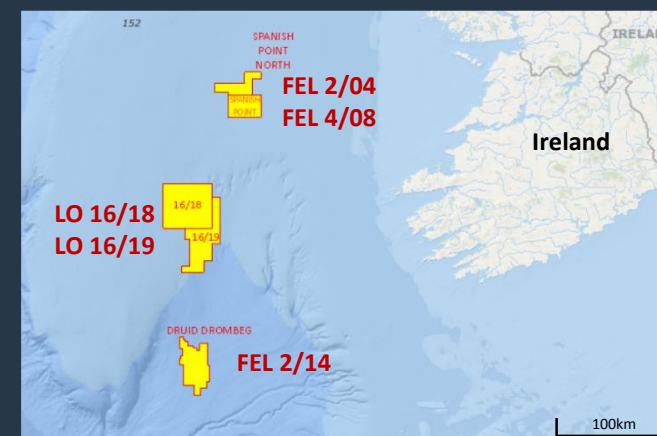 152
SPANISH
POINT
NORTH
IRELA
FEL 2/04
SPANISH
POINT
FEL 4/08
Ireland
LO 16/18
16/18
LO 16/19
16/19
DRUID DROMBEG
FEL 2/14
100km